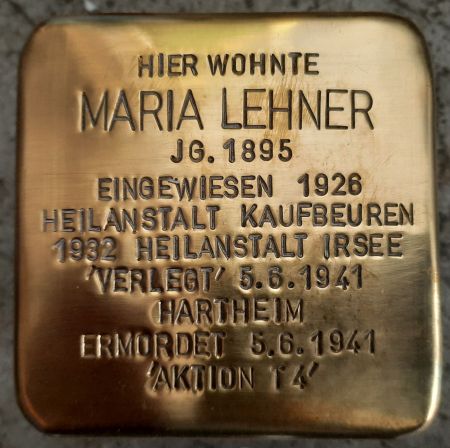 HIER WOHNTE
MARIA LEHNER
JG. 1895
EINGEWIESEN 1926
HEILANSTALT KAUFBEUREN
1932 HEILANSTALT IRSEE
'VERLEGT' 5.6.1941
HARTHEIM
ERMORDET 5.6.1941
'AKTION T4'